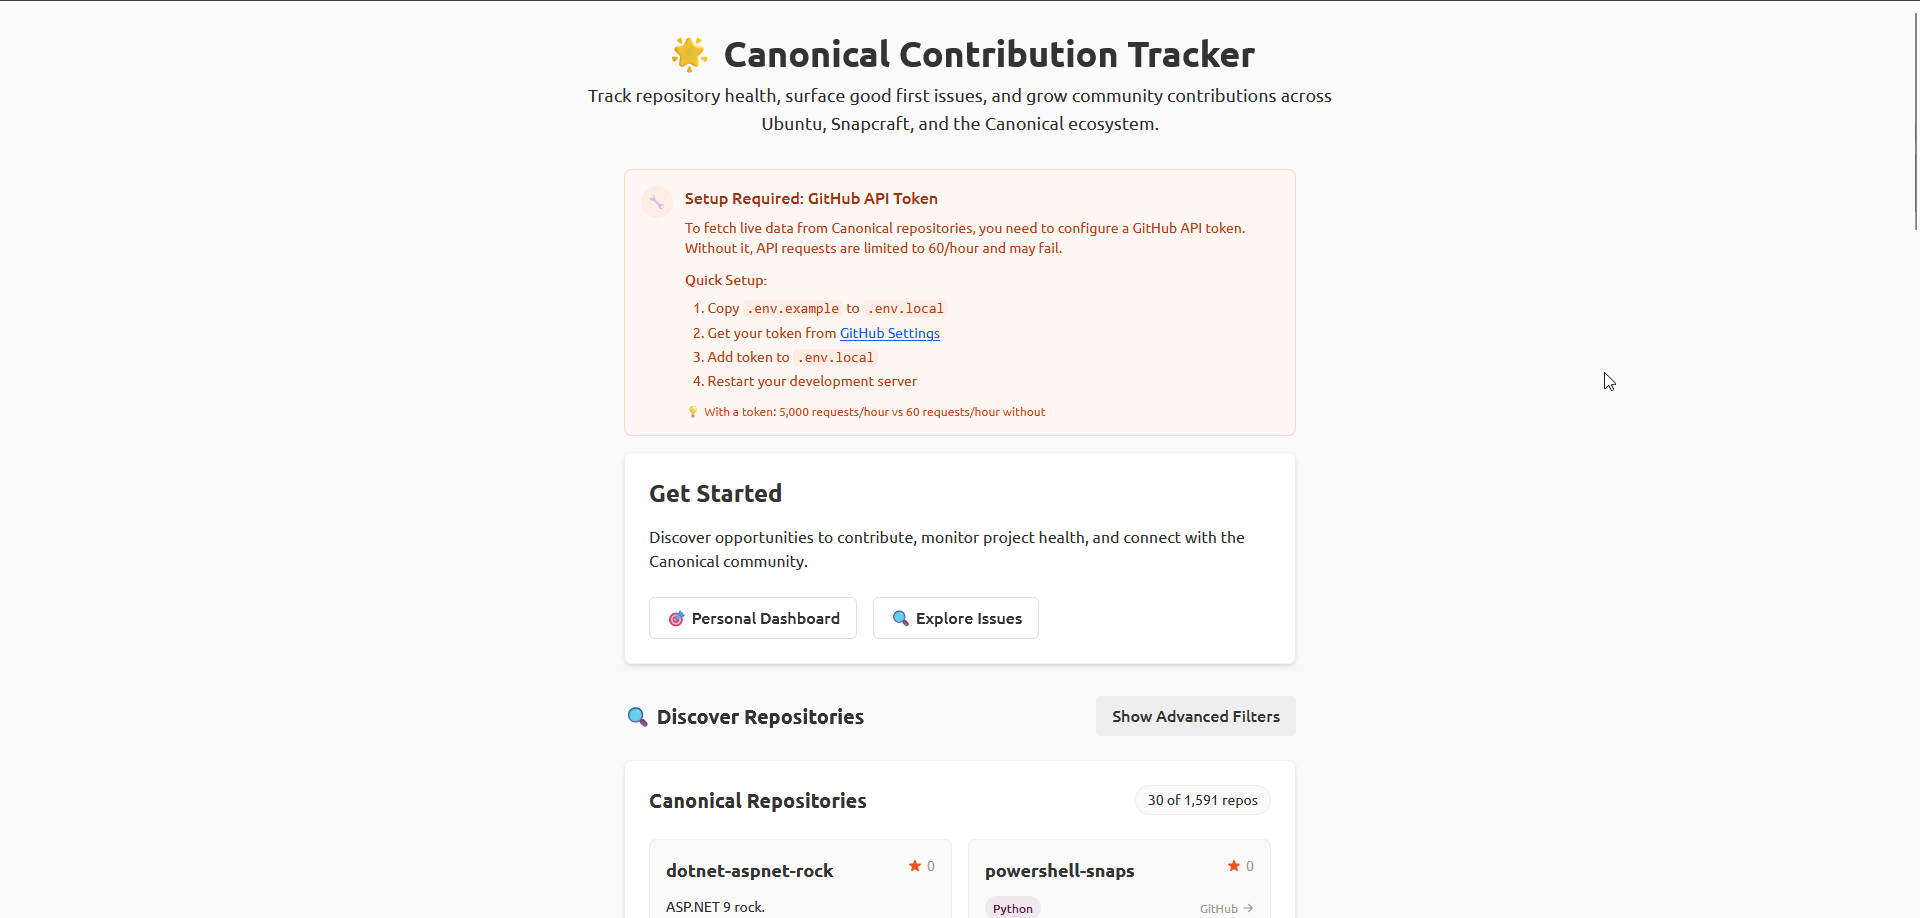 Canonical Contribution Tracker
Track repository health, surface good first issues, and grow community contributions across
Ubuntu, Snapcraft, and the Canonical ecosystem.
Setup Required: GitHub API Token
To fetch live data from Canonical repositories, you need to configure a GitHub API token.
Without it, API requests are limited to 60/hour and may fail.
Quick Setup:
1. Copy .env.example to .env.local
2. Get your token from GitHub Settings
3. Add token to .env.local
4. Restart your development server
With a token: 5,000 requests/hour vs 60 requests/hour without
Get Started
Discover opportunities to contribute, monitor project health, and connect with the
Canonical community.
Personal Dashboard
Explore Issues
Discover Repositories
Show Advanced Filters
Canonical Repositories
30 of 1,591 repos
dotnet-aspnet-rock
0
ASP.NET 9 rock.
powershell-snaps
0
Python
GitHub →